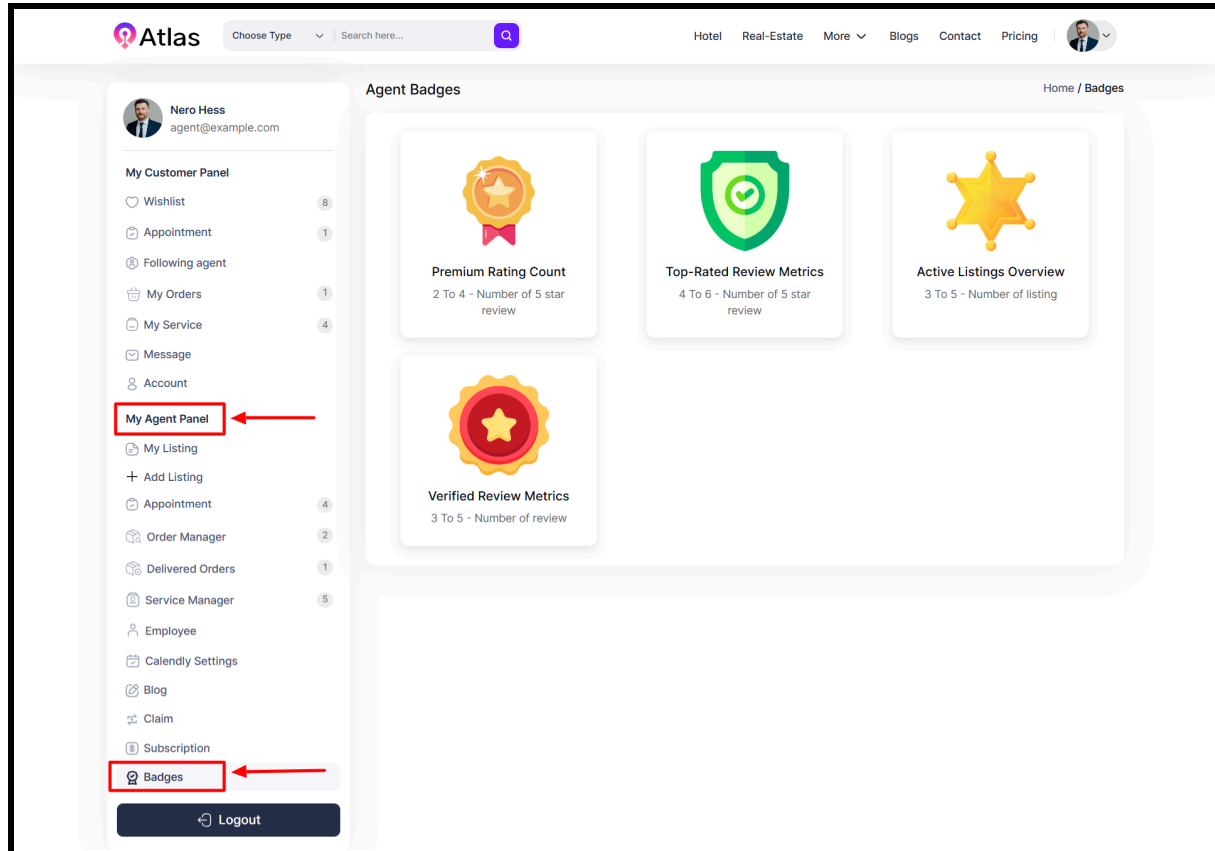 Atlas
Choose Type
Search here...
Hotel
Real-Estate
More
Blogs
Contact
Pricing
Nero Hess
agent@example.com
My Customer Panel
Wishlist 8
Appointment 1
Following agent
My Orders 1
My Service 4
Message
Account
My Agent Panel
My Listing
Add Listing
Appointment 4
Order Manager 2
Delivered Orders 1
Service Manager 5
Employee
Calendly Settings
Blog
Claim
Subscription
Badges
Logout
Agent Badges
Home / Badges
Premium Rating Count
2 To 4 - Number of 5 star
review
Top-Rated Review Metrics
4 To 6 - Number of 5 star
review
Active Listings Overview
3 To 5 - Number of listing
Verified Review Metrics
3 To 5 - Number of review